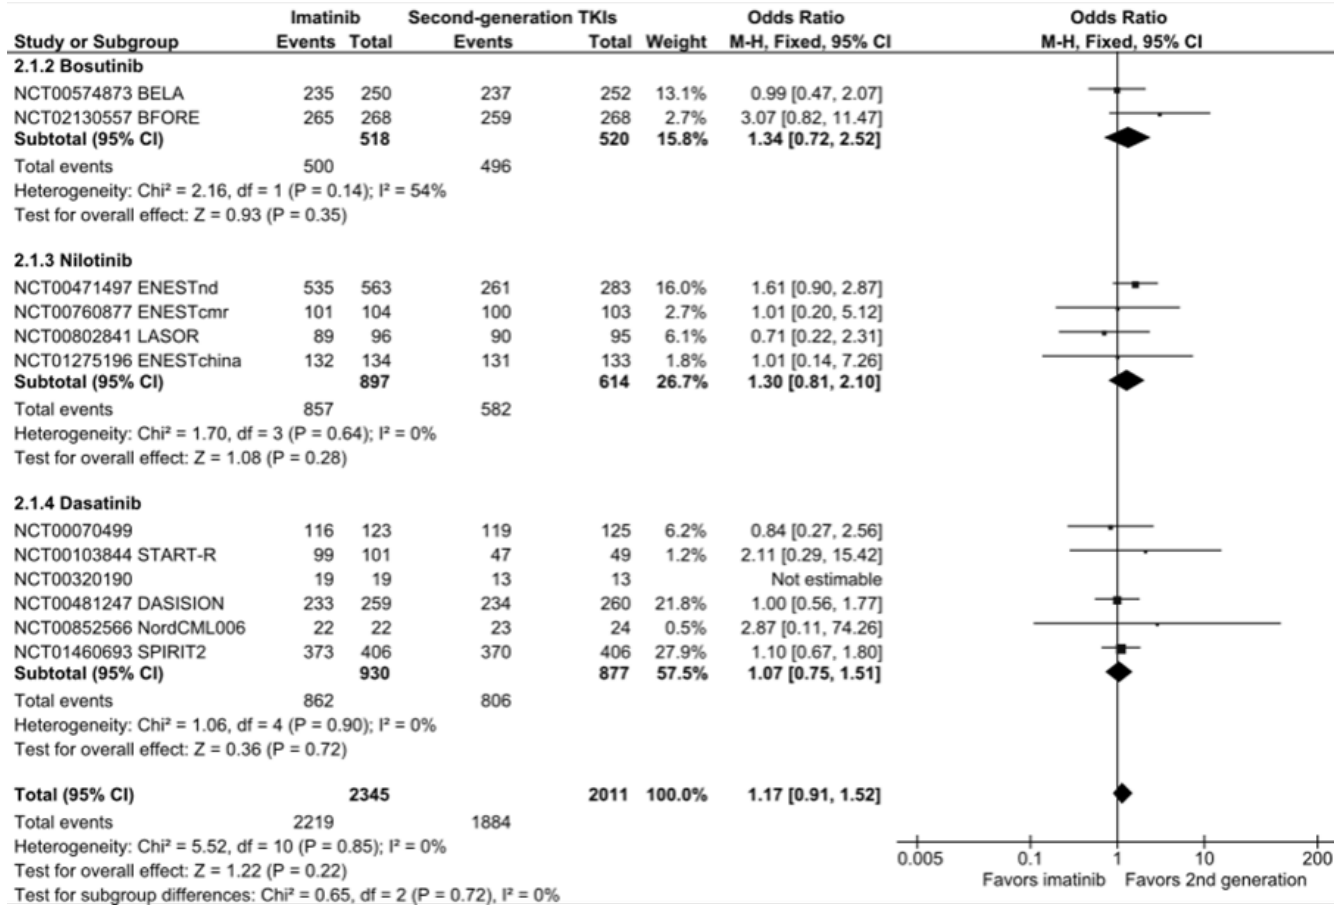 Imatinib Second-generation TKIs Odds Ratio Odds Ratio
Study or Subgroup Events Total Events Total Weight M-H, Fixed, 95% CI M-H, Fixed, 95% CI
2.1.2 Bosutinib
NCT00574873 BELA 235 250 237 252 13.1% 0.99 [0.47, 2.07]
NCT02130557 BFORE 265 268 259 268 2.7% 3.07 [0.82, 11.47]
Subtotal (95% CI) 518 520 15.8% 1.34 [0.72, 2.52]
Total events 500 496
Heterogeneity: Chi² = 2.16, df = 1 (P = 0.14); I² = 54%
Test for overall effect: Z = 0.93 (P = 0.35)
2.1.3 Nilotinib
NCT00471497 ENESTnd 535 563 261 283 16.0% 1.61 [0.90, 2.87]
NCT00760877 ENESTcmr 101 104 100 103 2.7% 1.01 [0.20, 5.12]
NCT00802841 LASOR 89 96 90 95 6.1% 0.71 [0.22, 2.31]
NCT01275196 ENESTchina 132 134 131 133 1.8% 1.01 [0.14, 7.26]
Subtotal (95% CI) 897 614 26.7% 1.30 [0.81, 2.10]
Total events 857 582
Heterogeneity: Chi² = 1.70, df = 3 (P = 0.64); I² = 0%
Test for overall effect: Z = 1.08 (P = 0.28)
2.1.4 Dasatinib
NCT00070499 116 123 119 125 6.2% 0.84 [0.27, 2.56]
NCT00103844 START-R 99 101 47 49 1.2% 2.11 [0.29, 15.42]
NCT00320190 19 19 13 13 Not estimable
NCT00481247 DASISION 233 259 234 260 21.8% 1.00 [0.56, 1.77]
NCT00852566 NordCML006 22 22 23 24 0.5% 2.87 [0.11, 74.26]
NCT01460693 SPIRIT2 373 406 370 406 27.9% 1.10 [0.67, 1.80]
Subtotal (95% CI) 930 877 57.5% 1.07 [0.75, 1.51]
Total events 862 806
Heterogeneity: Chi² = 1.06, df = 4 (P = 0.90); I² = 0%
Test for overall effect: Z = 0.36 (P = 0.72)
Total (95% CI) 2345 2011 100.0% 1.17 [0.91, 1.52]
Total events 2219 1884
Heterogeneity: Chi² = 5.52, df = 10 (P = 0.85); I² = 0%
Test for overall effect: Z = 1.22 (P = 0.22)
Test for subgroup differences: Chi² = 0.65, df = 2 (P = 0.72), I² = 0%
0.005 0.1 1 10 200
Favors imatinib Favors 2nd generation